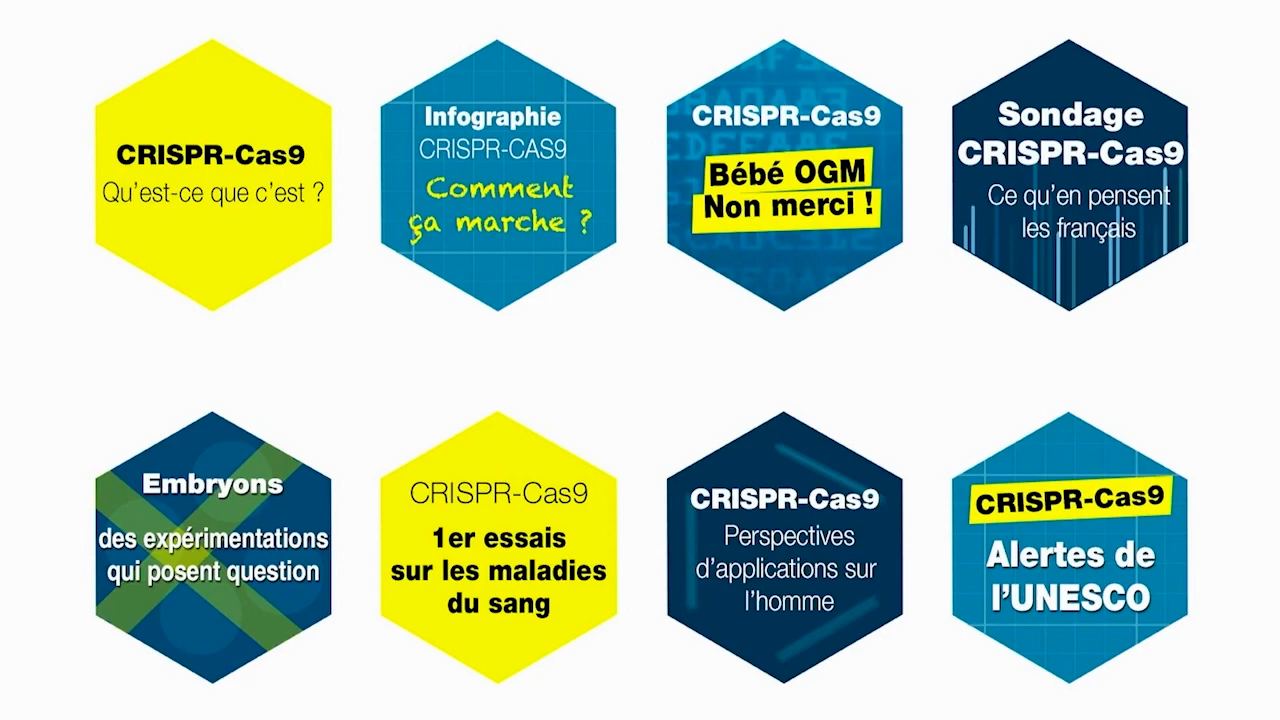 CRISPR-Cas9
Qu'est-ce que c'est ?
Infographie
CRISPR-CAS9
Comment
ça marche ?
CRISPR-Cas9
Bébé OGM
Non merci !
Sondage
CRISPR-Cas9
Ce qu'en pensent
les français
Embryons
des expérimentations
qui posent question
CRISPR-Cas9
1er essais
sur les maladies
du sang
CRISPR-Cas9
Perspectives
d'applications sur
l'homme
CRISPR-Cas9
Alertes de
l'UNESCO